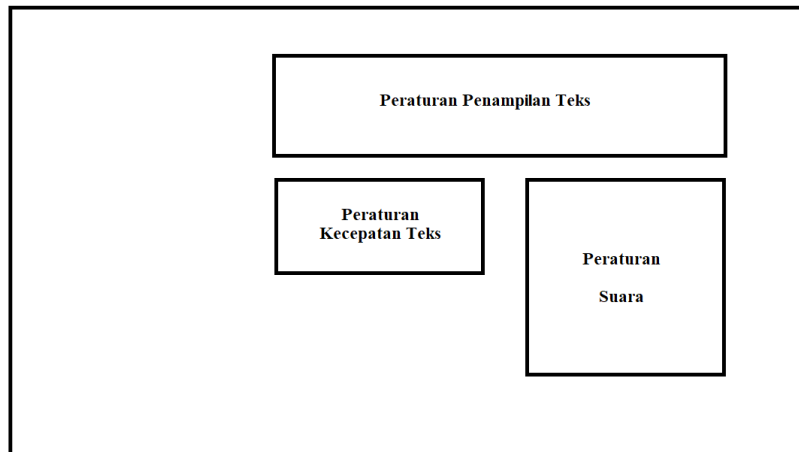 Peraturan Penampilan Teks
Peraturan
Kecepatan Teks
Peraturan
Suara